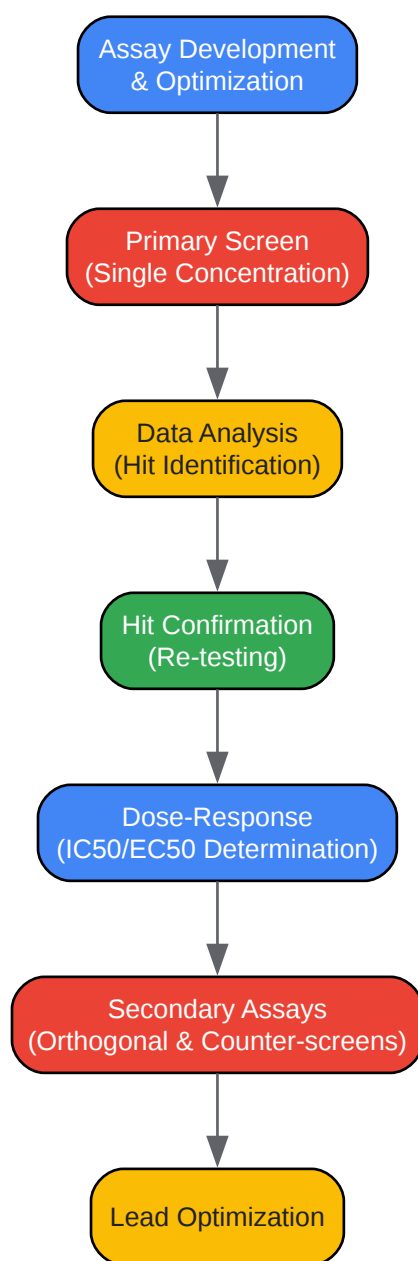 Assay Development
& Optimization
Primary Screen
(Single Concentration)
Data Analysis
(Hit Identification)
Hit Confirmation
(Re-testing)
Dose-Response
(IC50/EC50 Determination)
Secondary Assays
(Orthogonal & Counter-screens)
Lead Optimization